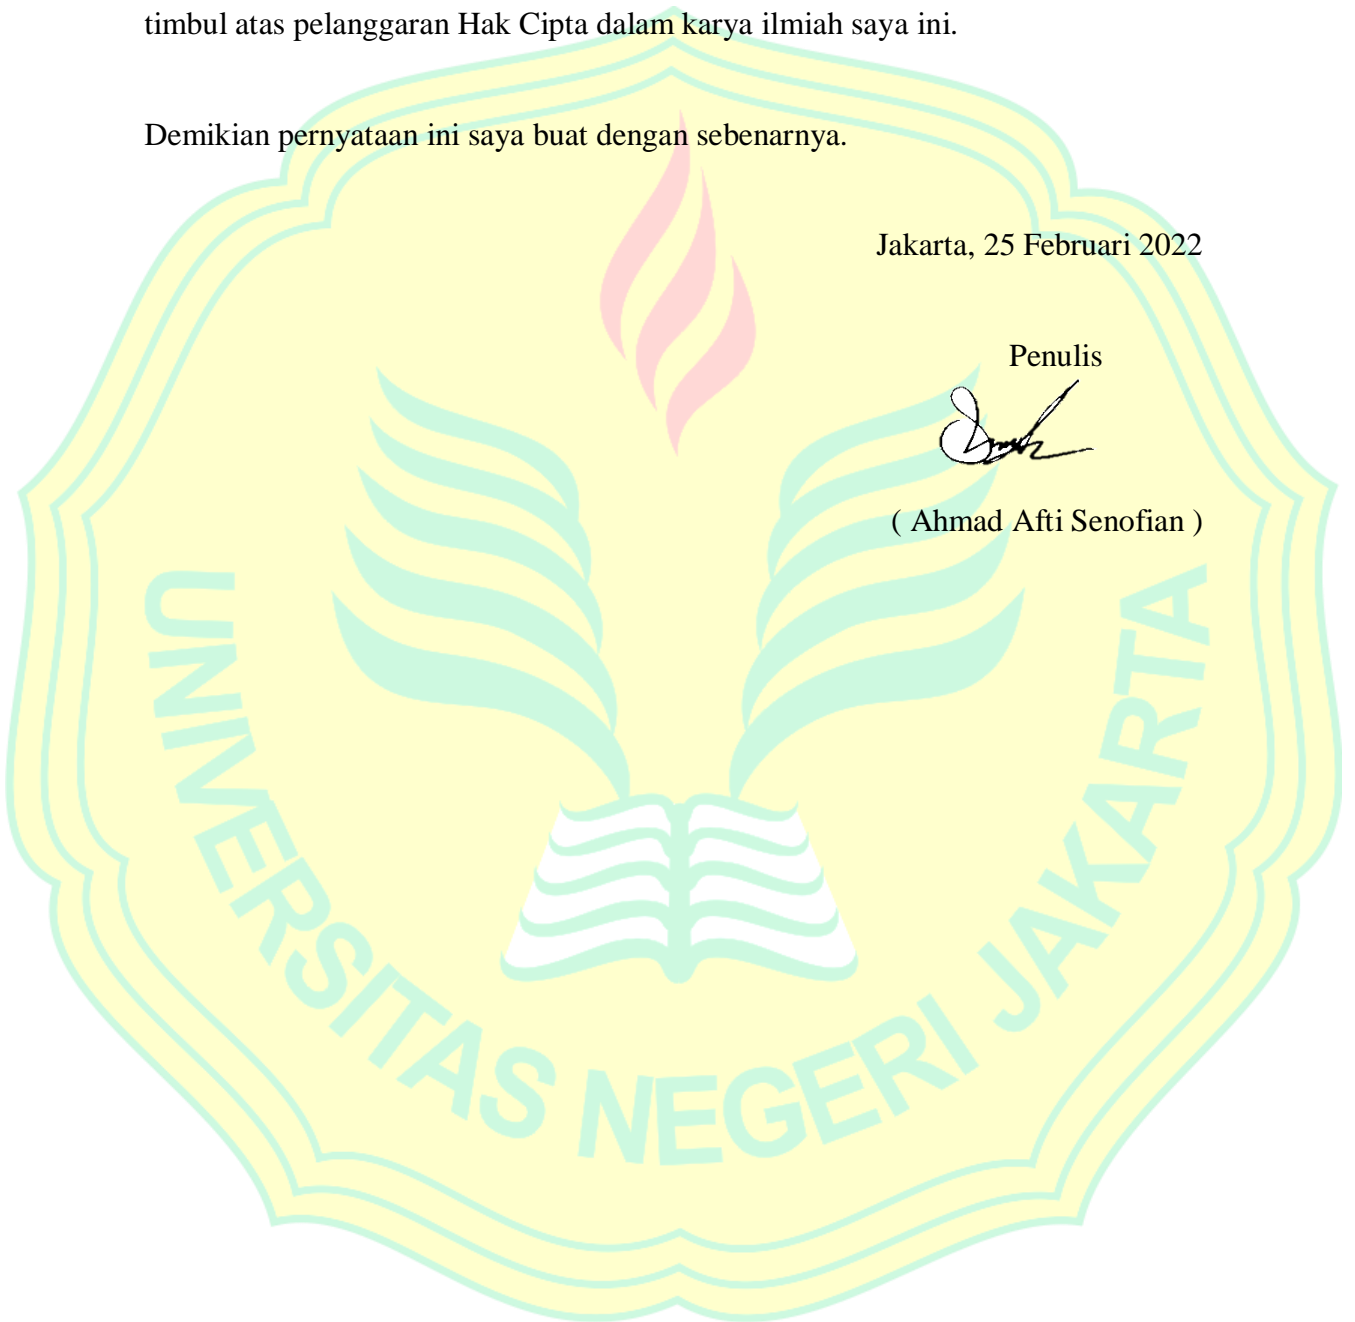 timbul atas pelanggaran Hak Cipta dalam karya ilmiah saya ini.
Demikian pernyataan ini saya buat dengan sebenarnya.
Jakarta, 25 Februari 2022
Penulis
( Ahmad Afti Senofian )
UNIVERSITAS NEGERI JAKARTA